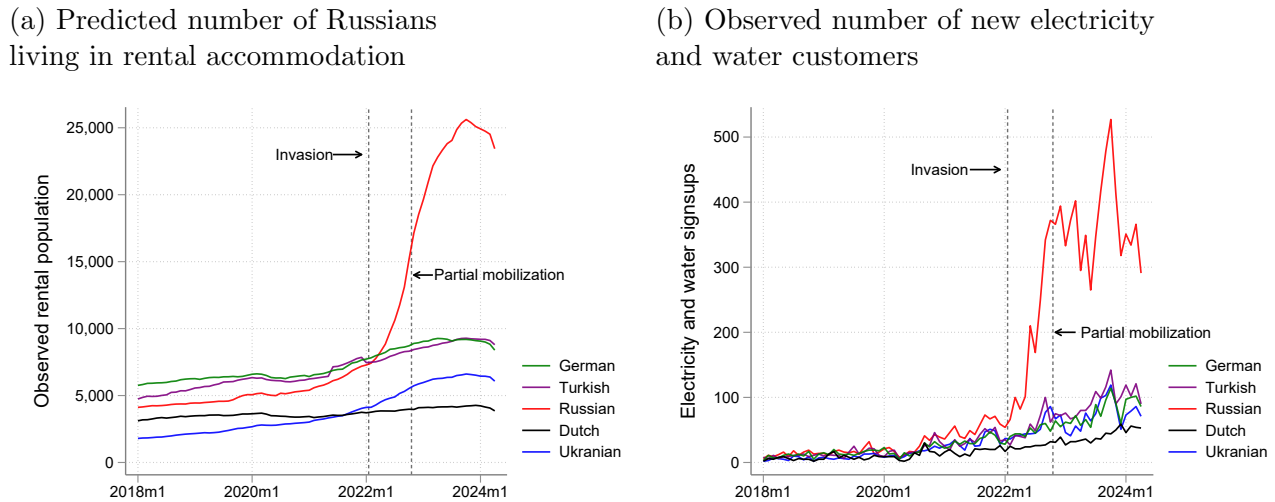 (a) Predicted number of Russians
living in rental accommodation
Observed rental population
25,000
20,000
15,000
10,000
5,000
0
2018m1
2020m1
2022m1
2024m1
Invasion
Partial mobilization
German
Turkish
Russian
Dutch
Ukranian
(b) Observed number of new electricity
and water customers
Electricity and water signsups
500
400
300
200
100
0
2018m1
2020m1
2022m1
2024m1
Invasion
Partial mobilization
German
Turkish
Russian
Dutch
Ukranian